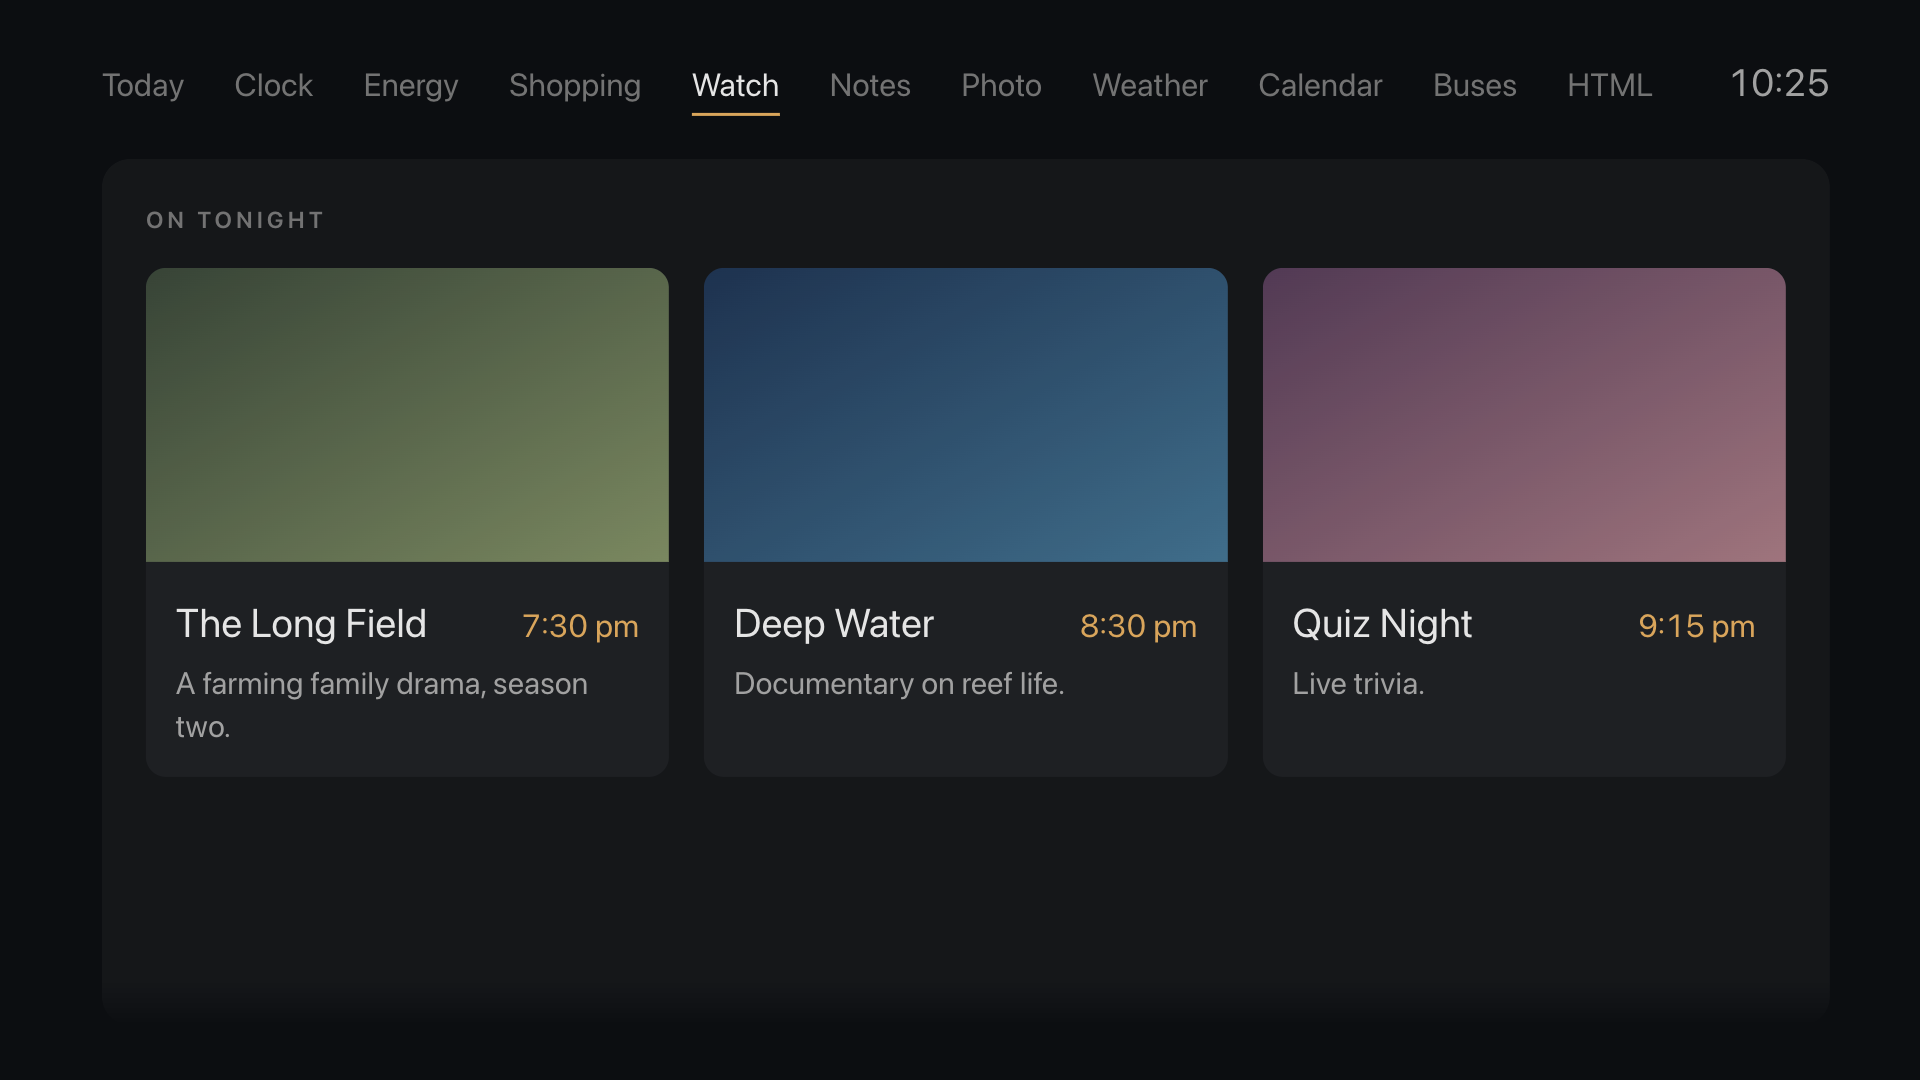 Today Clock Energy Shopping Watch Notes Photo Weather Calendar Buses HTML 10:25
ON TONIGHT
The Long Field 7:30 pm
A farming family drama, season
two.
Deep Water 8:30 pm
Documentary on reef life.
Quiz Night 9:15 pm
Live trivia.